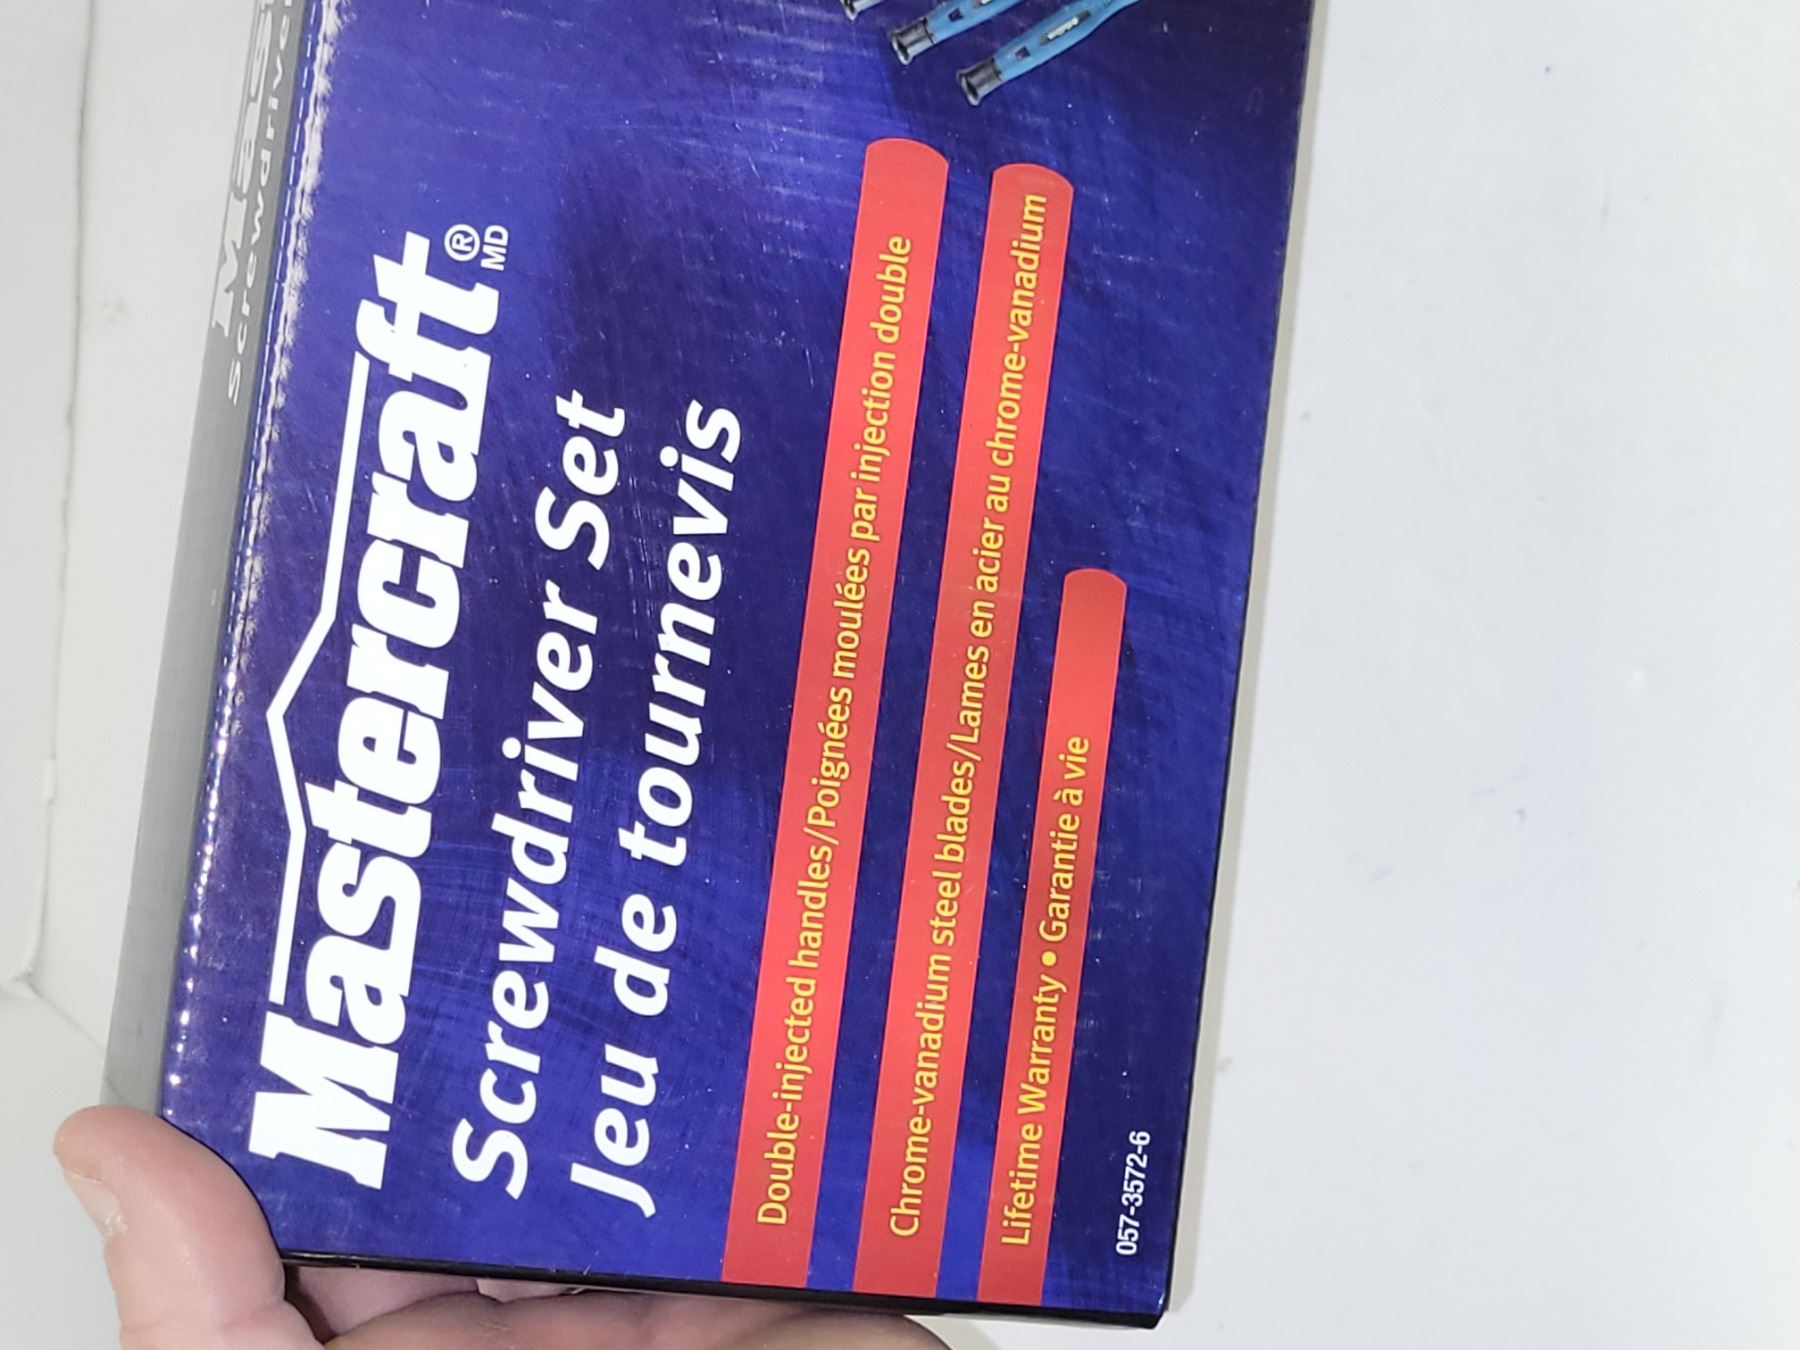 Mastercraft®
MD
Screwdriver Set
Jeu de tournevis
Double-injected handles/Poignées moulées par injection double
Chrome-vanadium steel blades/Lames en acier au chrome-vanadium
Lifetime Warranty • Garantie à vie
057-3572-6